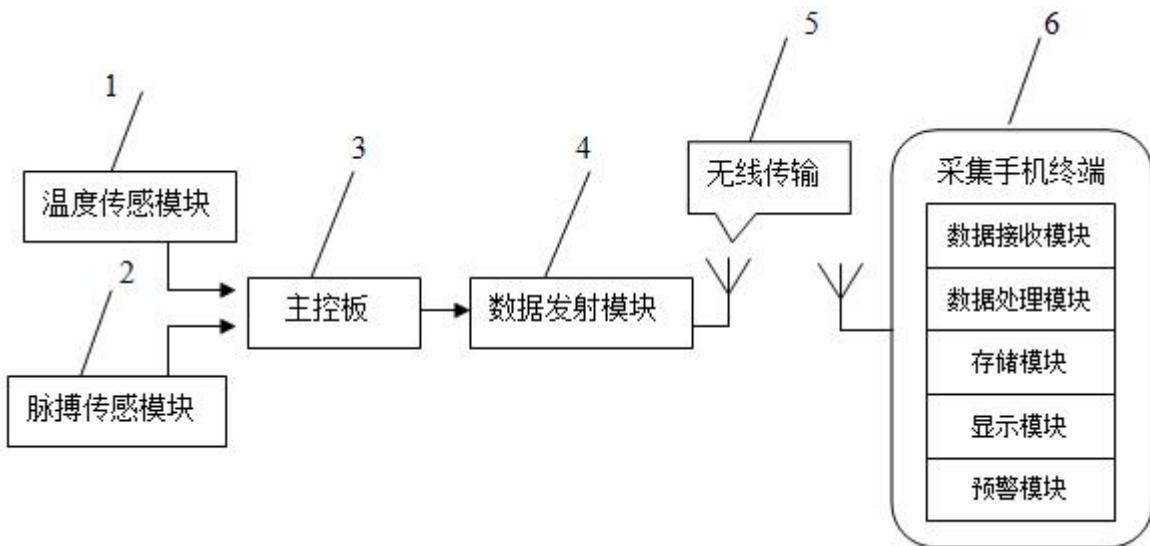 1
温度传感模块
2
脉搏传感模块
3
主控板
4
数据发射模块
5
无线传输
6
采集手机终端
数据接收模块
数据处理模块
存储模块
显示模块
预警模块